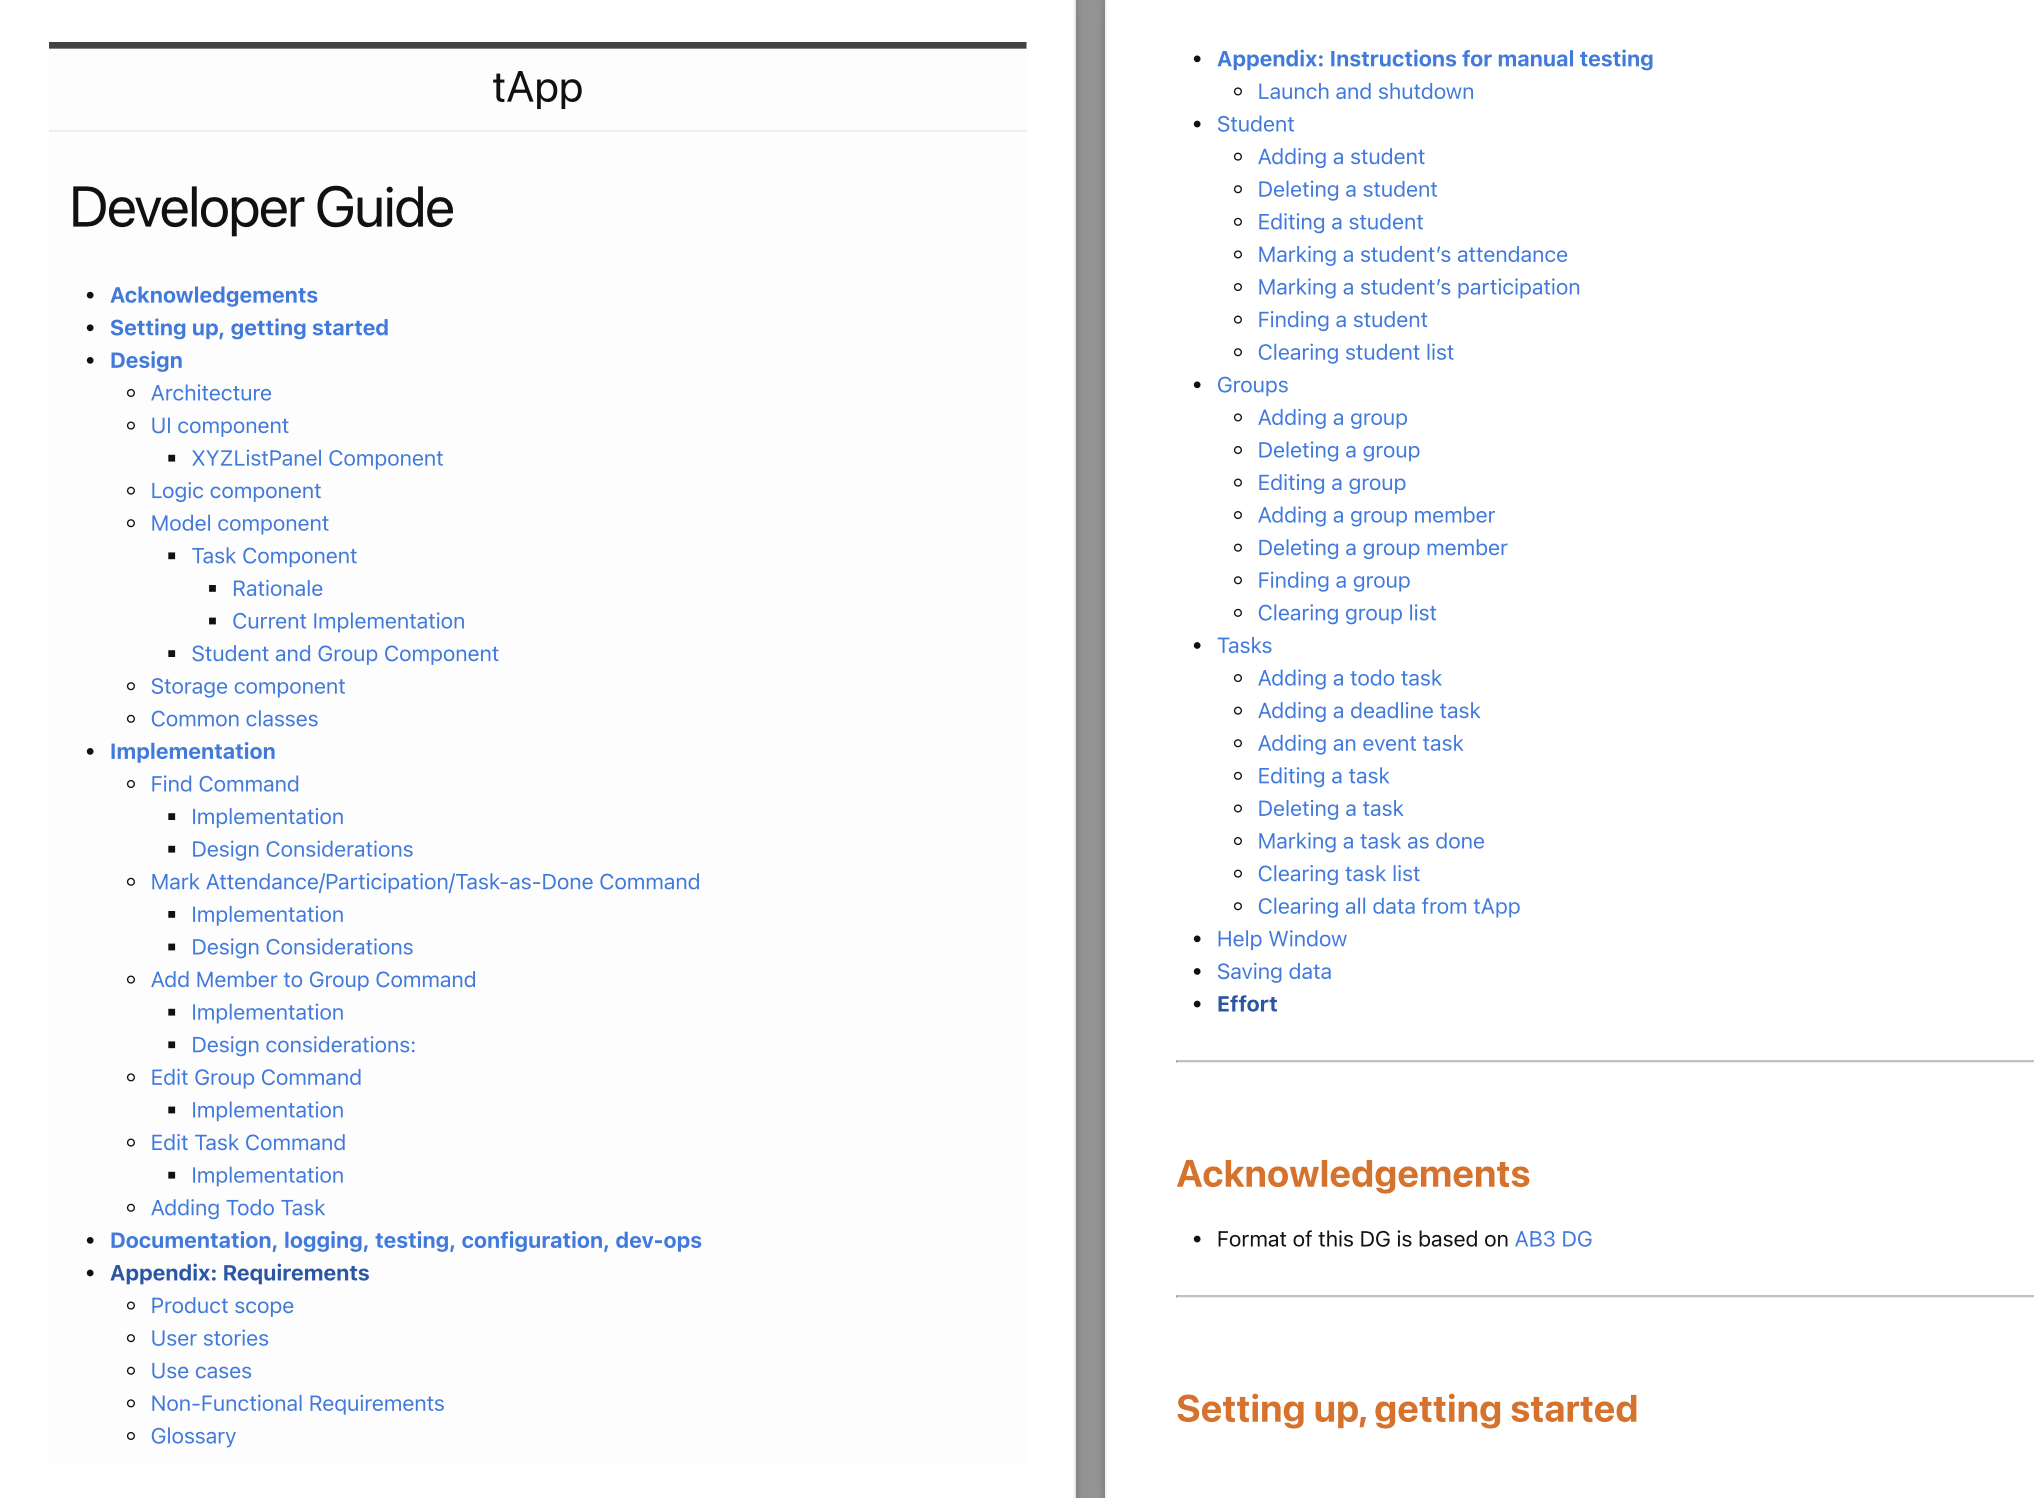 tApp
Developer Guide
Acknowledgements
Setting up, getting started
Design
Architecture
UI component
XYZListPanel Component
Logic component
Model component
Task Component
Rationale
Current Implementation
Student and Group Component
Storage component
Common classes
Implementation
Find Command
Implementation
Design Considerations
Mark Attendance/Participation/Task-as-Done Command
Implementation
Design Considerations
Add Member to Group Command
Implementation
Design considerations:
Edit Group Command
Implementation
Edit Task Command
Implementation
Adding Todo Task
Documentation, logging, testing, configuration, dev-ops
Appendix: Requirements
Product scope
User stories
Use cases
Non-Functional Requirements
Glossary
Appendix: Instructions for manual testing
Launch and shutdown
Student
Adding a student
Deleting a student
Editing a student
Marking a student’s attendance
Marking a student’s participation
Finding a student
Clearing student list
Groups
Adding a group
Deleting a group
Editing a group
Adding a group member
Deleting a group member
Finding a group
Clearing group list
Tasks
Adding a todo task
Adding a deadline task
Adding an event task
Editing a task
Deleting a task
Marking a task as done
Clearing task list
Clearing all data from tApp
Help Window
Saving data
Effort
Acknowledgements
Format of this DG is based on AB3 DG
Setting up, getting started